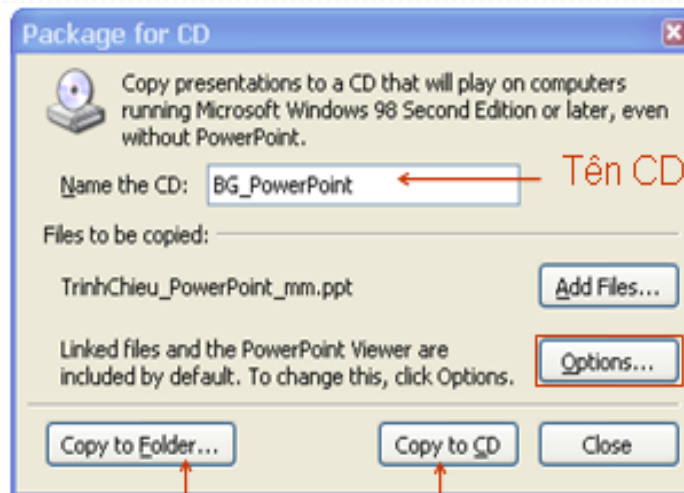 Package for CD
Copy presentations to a CD that will play on computers
running Microsoft Windows 98 Second Edition or later, even
without PowerPoint.
Name the CD: BG_PowerPoint Tên CD
Files to be copied:
TrinhChieu_PowerPoint_mm.ppt Add Files...
Linked files and the PowerPoint Viewer are
included by default. To change this, click Options. Options...
Copy to Folder... Copy to CD Close